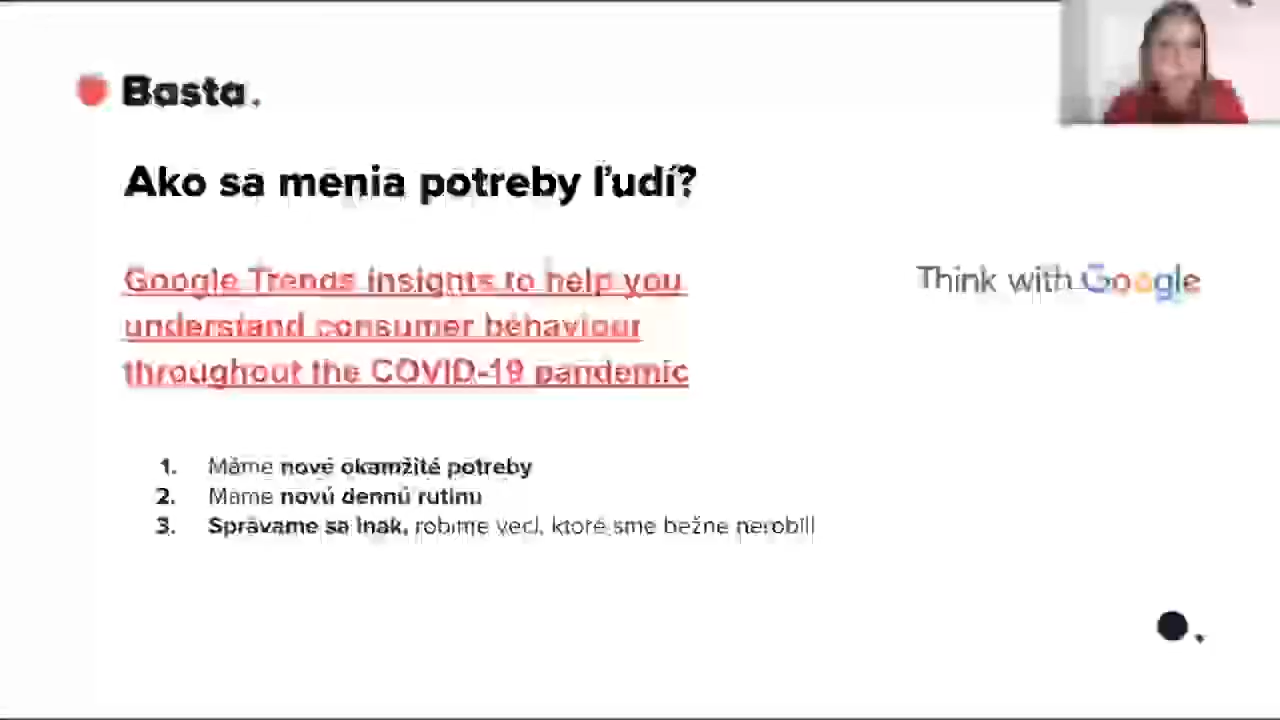 Basta.
Ako sa menia potreby ľudí?
Google Trends insights to help you
understand consumer behaviour
throughout the COVID-19 pandemic
Think with Google
1. Máme nové okamžité potreby
2. Máme novú dennú rutinu
3. Správame sa inak, robíme veci, ktoré sme bežne nerobili